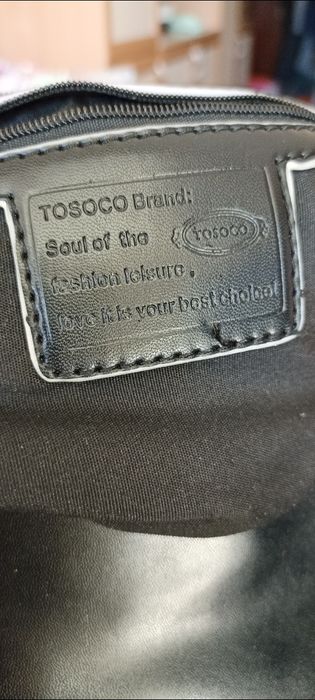 TOSOCO Brand:
Soul of the
TOSOCO
fashion leisure,
love it is your best choice!